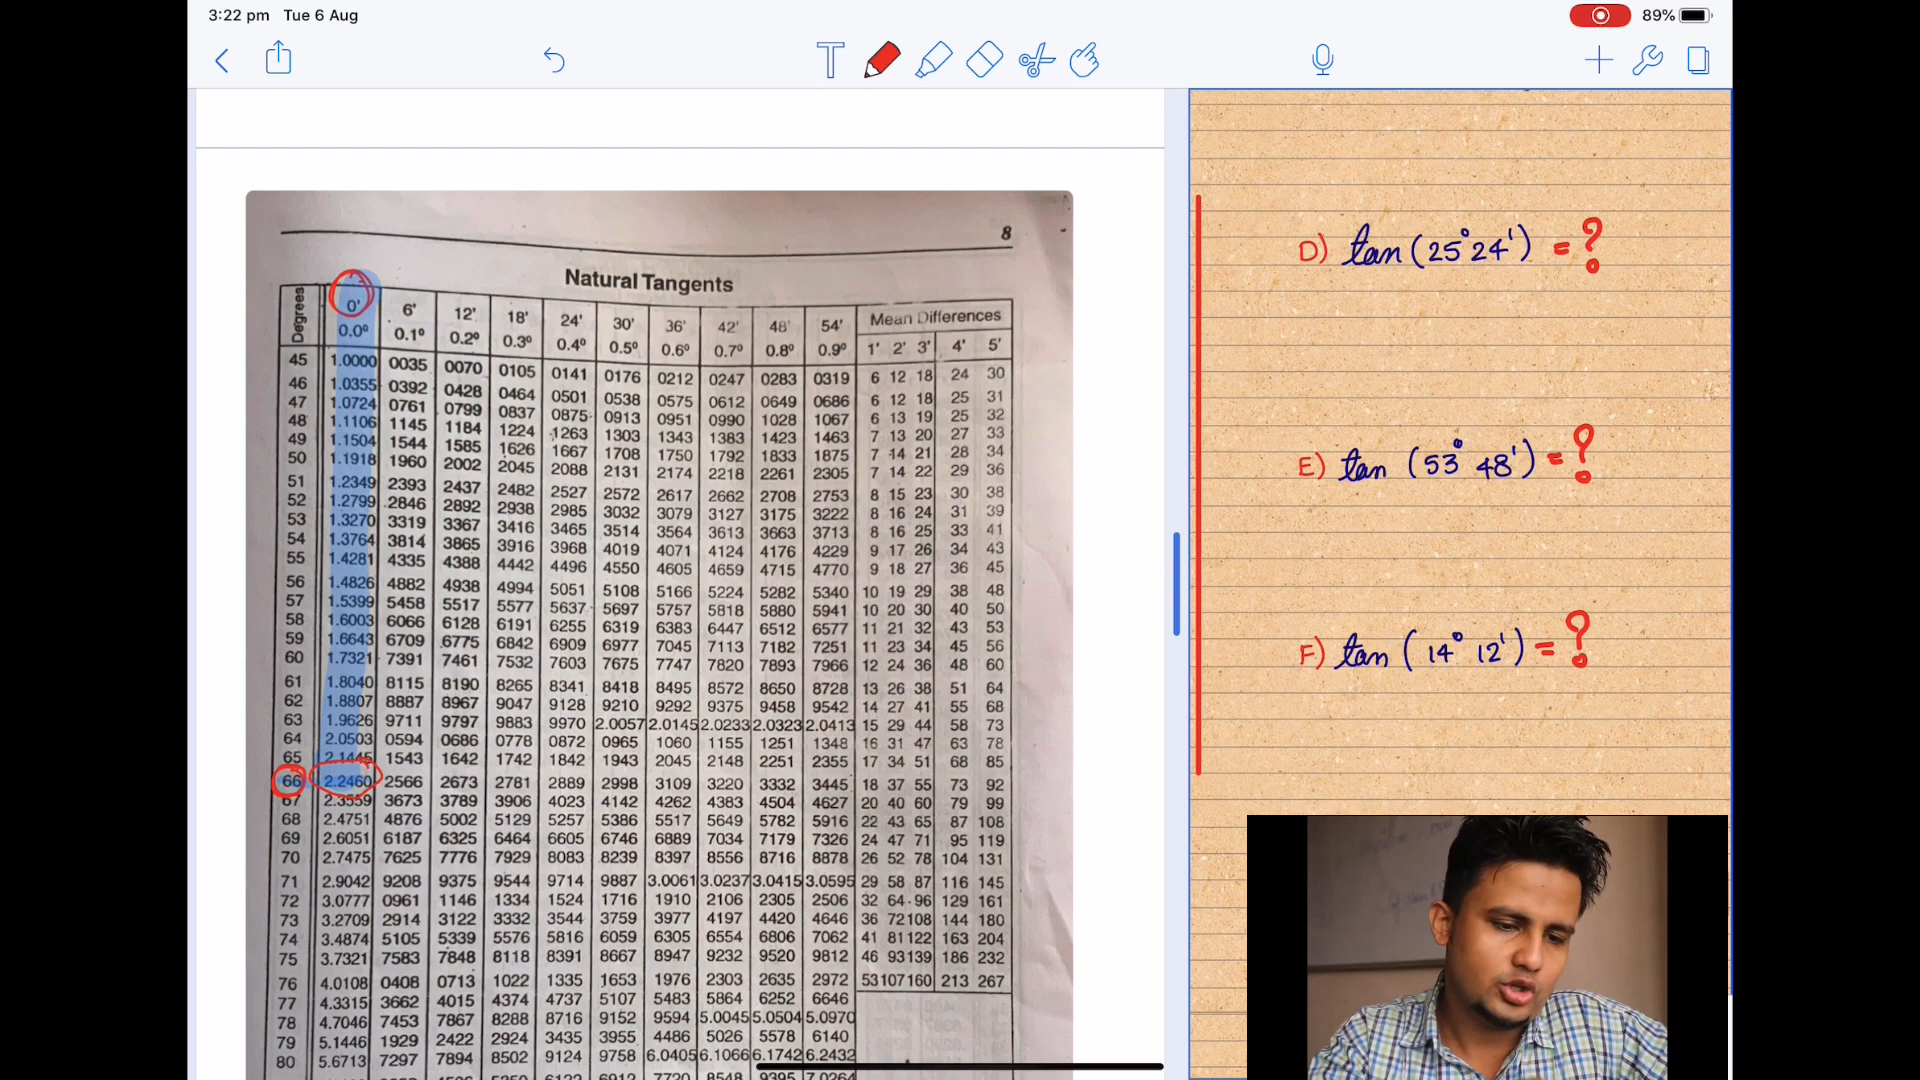 3:22 pm Tue 6 Aug
89%
T
8
Natural Tangents
Degrees 0' 6' 12' 18' 24' 30' 36' 42' 48' 54' Mean Differences
0.0° 0.1° 0.2° 0.3° 0.4° 0.5° 0.6° 0.7° 0.8° 0.9° 1' 2' 3' 4' 5'
45 1.0000 0035 0070 0105 0141 0176 0212 0247 0283 0319 6 12 18 24 30
46 1.0355 0392 0428 0464 0501 0538 0575 0612 0649 0686 6 12 18 25 31
47 1.0724 0761 0799 0837 0875 0913 0951 0990 1028 1067 6 13 19 25 32
48 1.1106 1145 1184 1224 1263 1303 1343 1383 1423 1463 7 13 20 27 33
49 1.1504 1544 1585 1626 1667 1708 1750 1792 1833 1875 7 14 21 28 34
50 1.1918 1960 2002 2045 2088 2131 2174 2218 2261 2305 7 14 22 29 36
51 1.2349 2393 2437 2482 2527 2572 2617 2662 2708 2753 8 15 23 30 38
52 1.2799 2846 2892 2938 2985 3032 3079 3127 3175 3222 8 16 24 31 39
53 1.3270 3319 3367 3416 3465 3514 3564 3613 3663 3713 8 16 25 33 41
54 1.3764 3814 3865 3916 3968 4019 4071 4124 4176 4229 9 17 26 34 43
55 1.4281 4335 4388 4442 4496 4550 4605 4659 4715 4770 9 18 27 36 45
56 1.4826 4882 4938 4994 5051 5108 5166 5224 5282 5340 10 19 29 38 48
57 1.5399 5458 5517 5577 5637 5697 5757 5818 5880 5941 10 20 30 40 50
58 1.6003 6066 6128 6191 6255 6319 6383 6447 6512 6577 11 21 32 43 53
59 1.6643 6709 6775 6842 6909 6977 7045 7113 7182 7251 11 23 34 45 56
60 1.7321 7391 7461 7532 7603 7675 7747 7820 7893 7966 12 24 36 48 60
61 1.8040 8115 8190 8265 8341 8418 8495 8572 8650 8728 13 26 38 51 64
62 1.8807 8887 8967 9047 9128 9210 9292 9375 9458 9542 14 27 41 55 68
63 1.9626 9711 9797 9883 9970 2.0057 2.0145 2.0233 2.0323 2.0413 15 29 44 58 73
64 2.0503 0594 0686 0778 0872 0965 1060 1155 1251 1348 16 31 47 63 78
65 2.1445 1543 1642 1742 1842 1943 2045 2148 2251 2355 17 34 51 68 85
66 2.2460 2566 2673 2781 2889 2998 3109 3220 3332 3445 18 37 55 73 92
67 2.3559 3673 3789 3906 4023 4142 4262 4383 4504 4627 20 40 60 79 99
68 2.4751 4876 5002 5129 5257 5386 5517 5649 5782 5916 22 43 65 87 108
69 2.6051 6187 6325 6464 6605 6746 6889 7034 7179 7326 24 47 71 95 119
70 2.7475 7625 7776 7929 8083 8239 8397 8556 8716 8878 26 52 78 104 131
71 2.9042 9208 9375 9544 9714 9887 3.0061 3.0237 3.0415 3.0595 29 58 87 116 145
72 3.0777 0961 1146 1334 1524 1716 1910 2106 2305 2506 32 64 96 129 161
73 3.2709 2914 3122 3332 3544 3759 3977 4197 4420 4646 36 72 108 144 180
74 3.4874 5105 5339 5576 5816 6059 6305 6554 6806 7062 41 81 122 163 204
75 3.7321 7583 7848 8118 8391 8667 8947 9232 9520 9812 46 93 139 186 232
76 4.0108 0408 0713 1022 1335 1653 1976 2303 2635 2972 53 107 160 213 267
77 4.3315 3662 4015 4374 4737 5107 5483 5864 6252 6646
78 4.7046 7453 7867 8288 8716 9152 9594 5.0045 5.0504 5.0970
79 5.1446 1929 2422 2924 3435 3955 4486 5026 5578 6140
80 5.6713 7297 7894 8502 9124 9758 6.0405 6.1066 6.1742 6.2432
D) tan (25° 24') = ?
E) tan (53° 48') = ?
F) tan (14° 12') = ?